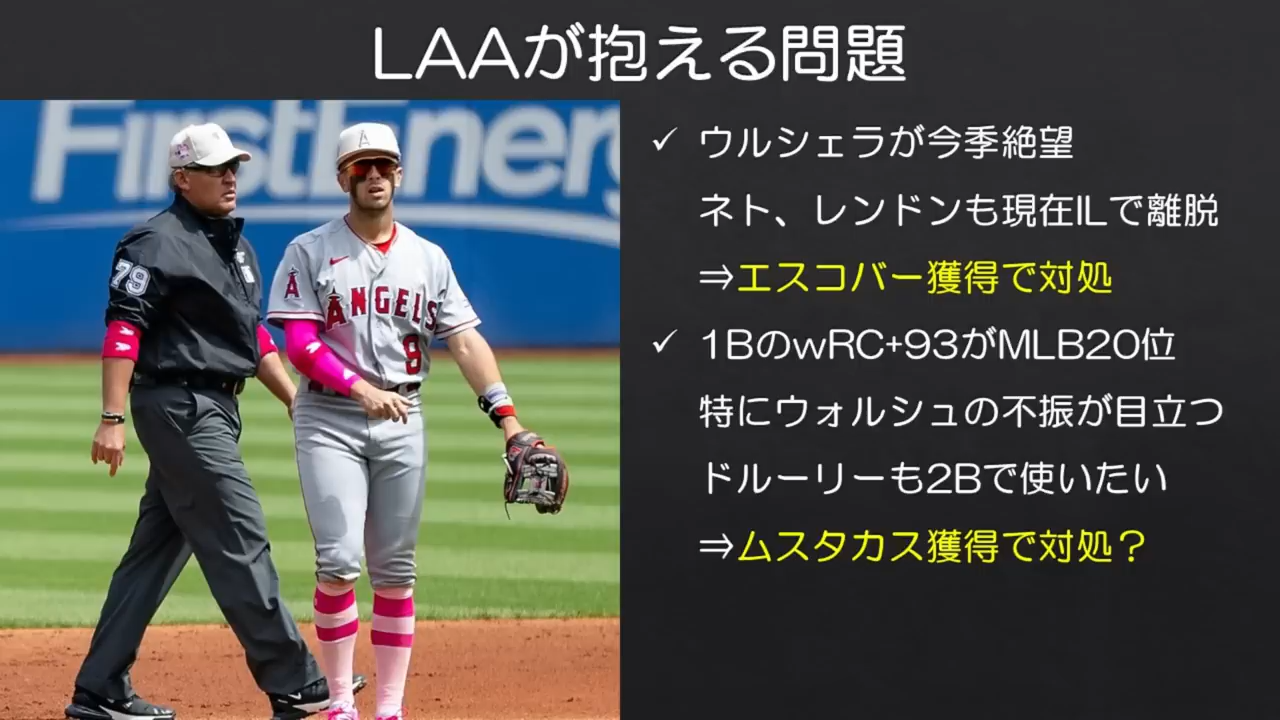 LAAが抱える問題
FirstEnerg
79
A
A
ANGELS
9
✓ ウルシェラが今季絶望
ネト、レンドンも現在ILで離脱
⇒エスコバー獲得で対処
✓ 1BのwRC+93がMLB20位
特にウォルシュの不振が目立つ
ドルーリーも2Bで使いたい
⇒ムスタカス獲得で対処？